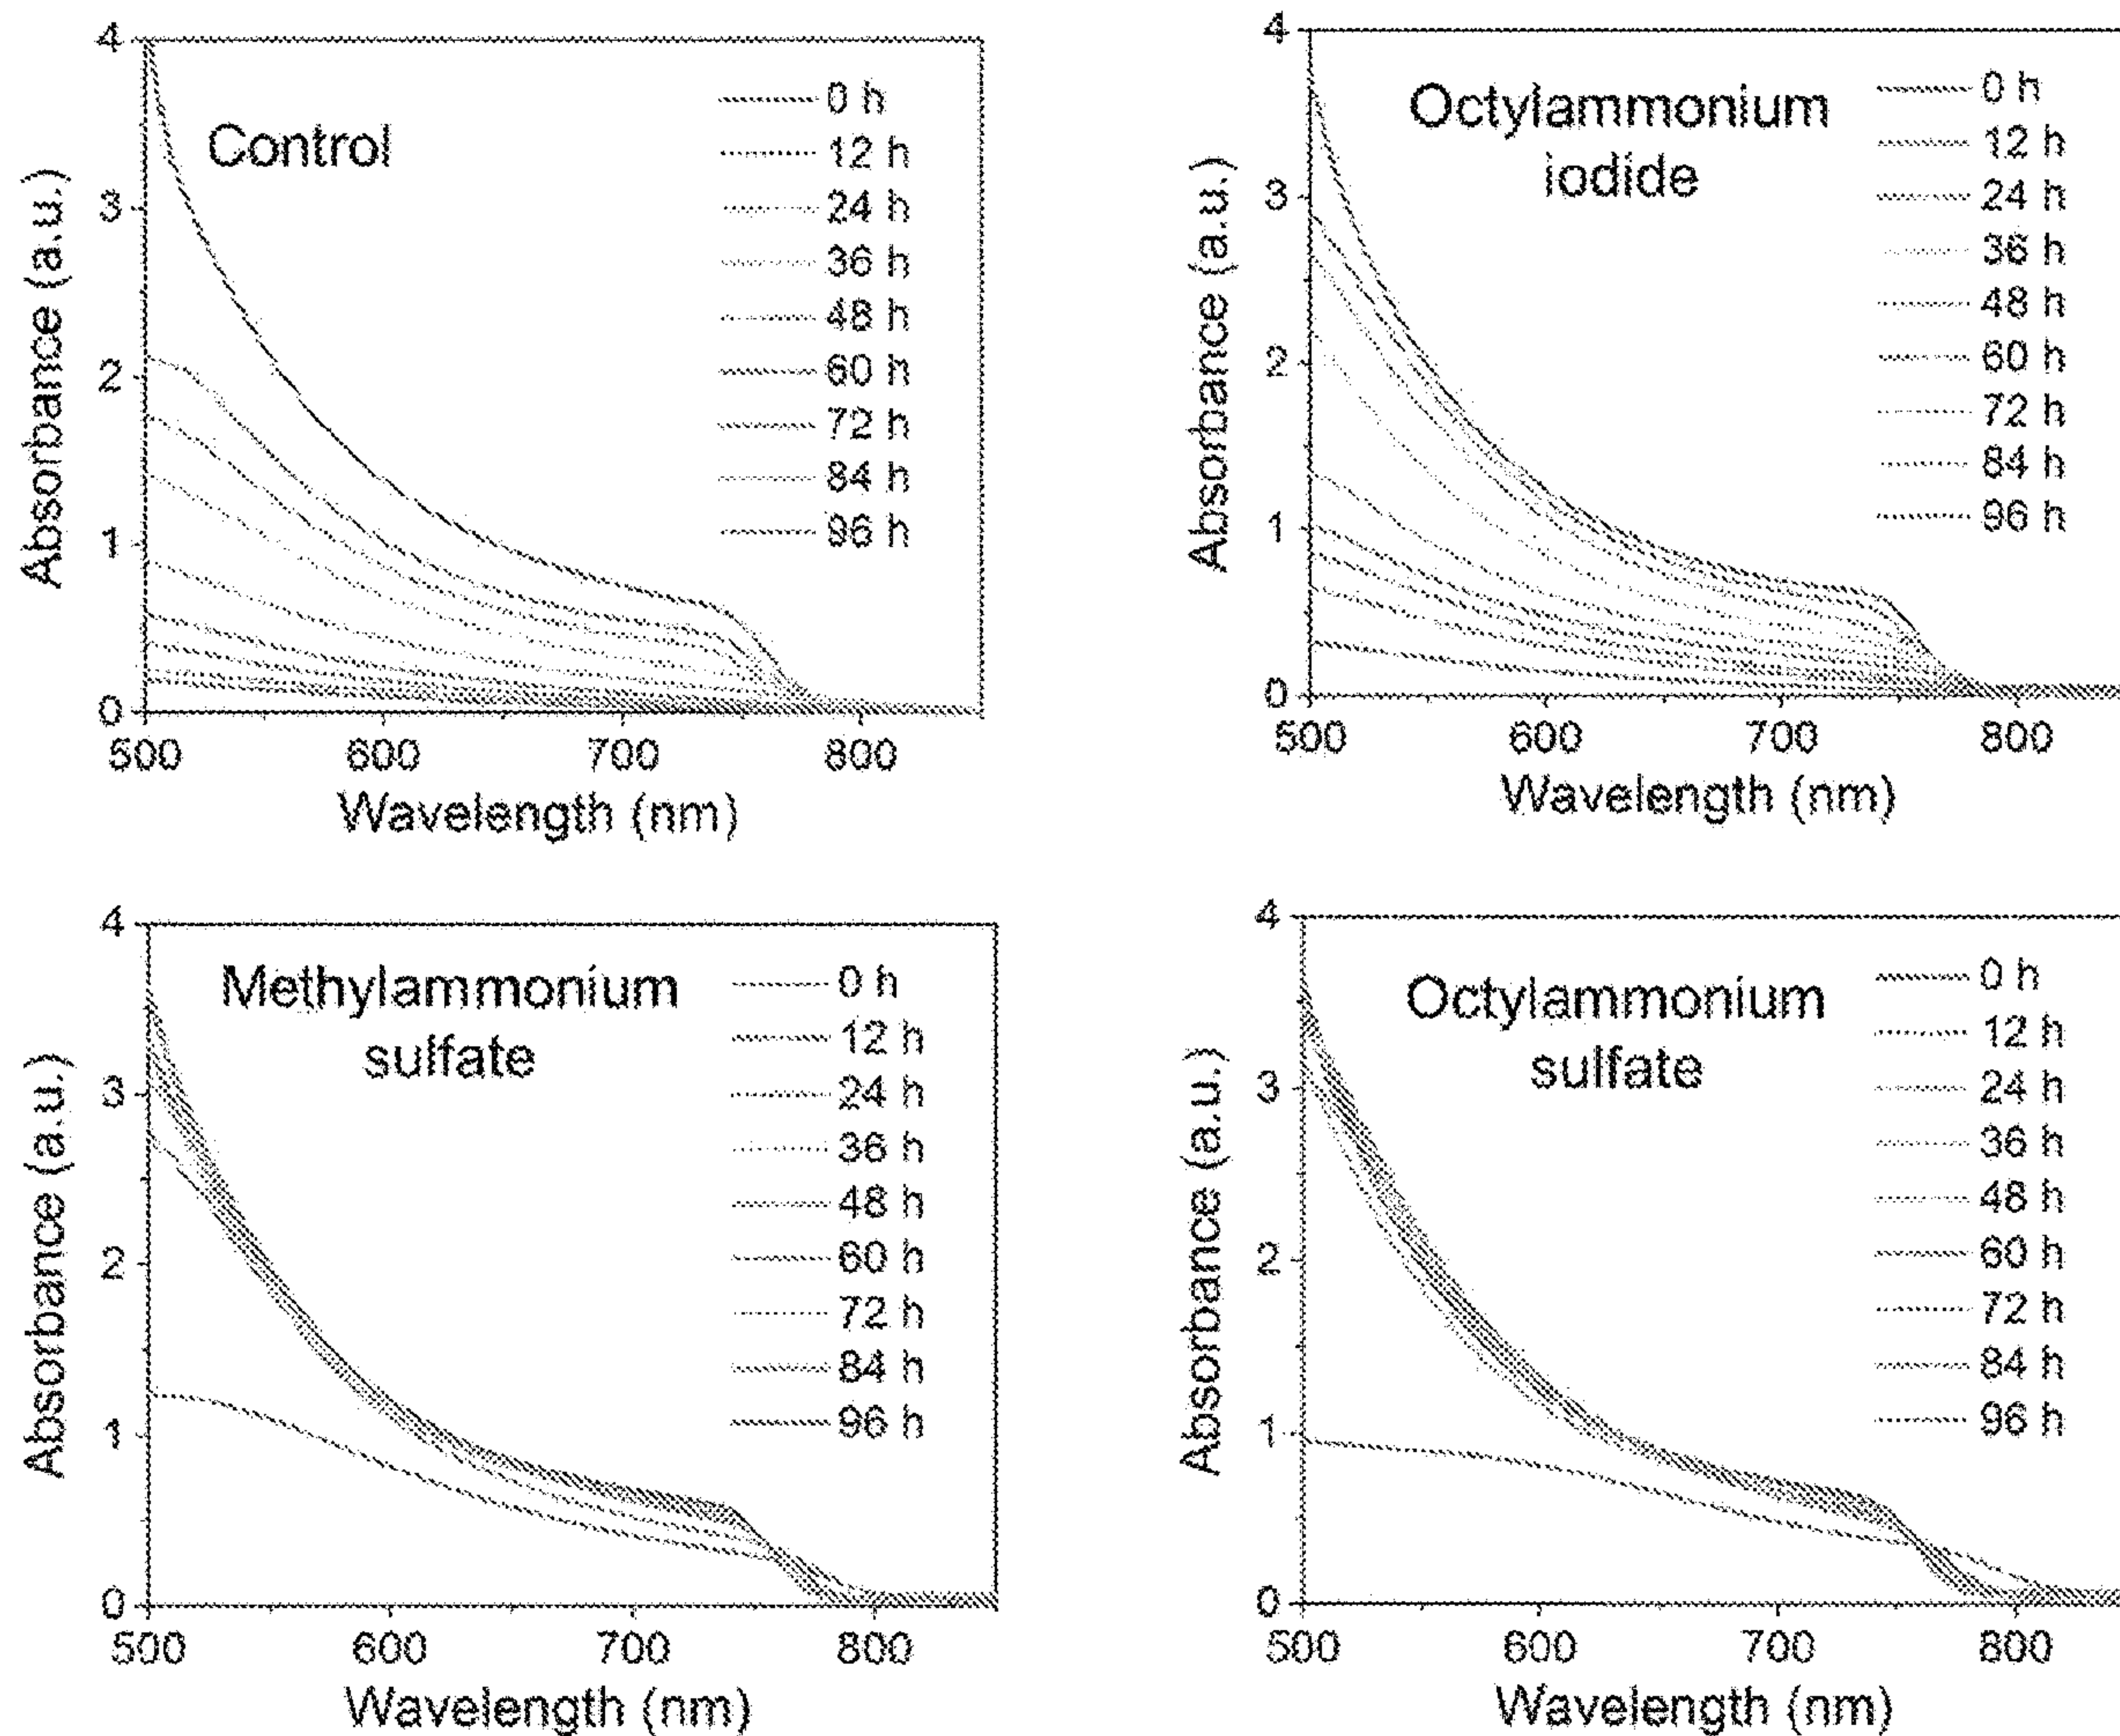 4
3
2
1
0
Absorbance (a.u.)
Control
0 h
12 h
24 h
36 h
48 h
60 h
72 h
84 h
96 h
500
600
700
800
Wavelength (nm)
4
3
2
1
0
Absorbance (a.u.)
Octylammonium
iodide
0 h
12 h
24 h
36 h
48 h
60 h
72 h
84 h
96 h
500
600
700
800
Wavelength (nm)
4
3
2
1
0
Absorbance (a.u.)
Methylammonium
sulfate
0 h
12 h
24 h
36 h
48 h
60 h
72 h
84 h
96 h
500
600
700
800
Wavelength (nm)
4
3
2
1
0
Absorbance (a.u.)
Octylammonium
sulfate
0 h
12 h
24 h
36 h
48 h
60 h
72 h
84 h
96 h
500
600
700
800
Wavelength (nm)